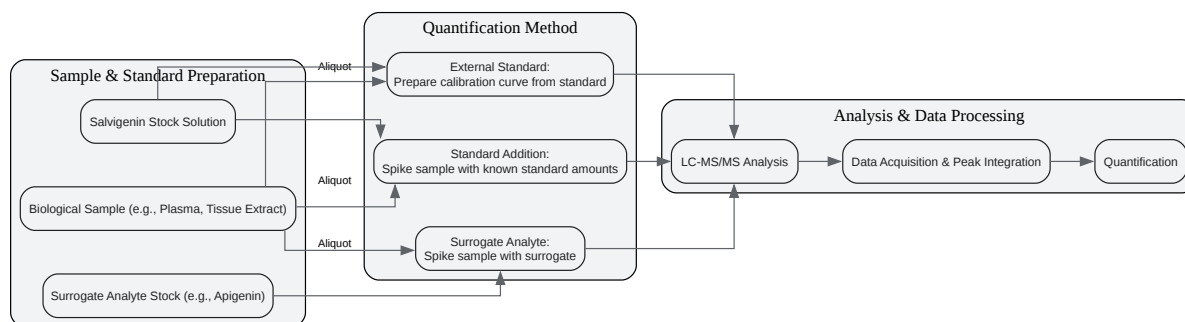 Quantification Method
Sample & Standard Preparation
Aliquot
External Standard:
Prepare calibration curve from standard
Salvigenin Stock Solution
Analysis & Data Processing
Standard Addition:
Spike sample with known standard amounts
LC-MS/MS Analysis
Data Acquisition & Peak Integration
Quantification
Aliquot
Biological Sample (e.g., Plasma, Tissue Extract)
Aliquot
Surrogate Analyte:
Spike sample with surrogate
Surrogate Analyte Stock (e.g., Apigenin)